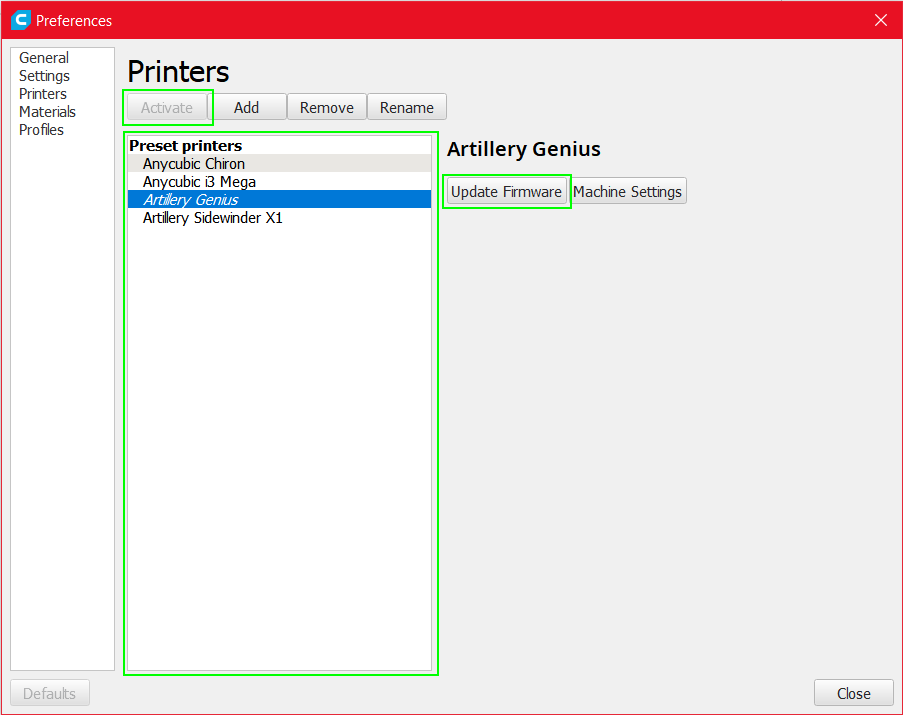 Preferences
General
Settings
Printers
Materials
Profiles
Printers
Activate
Add
Remove
Rename
Preset printers
Anycubic Chiron
Anycubic i3 Mega
Artillery Genius
Artillery Sidewinder X1
Artillery Genius
Update Firmware
Machine Settings
Defaults
Close